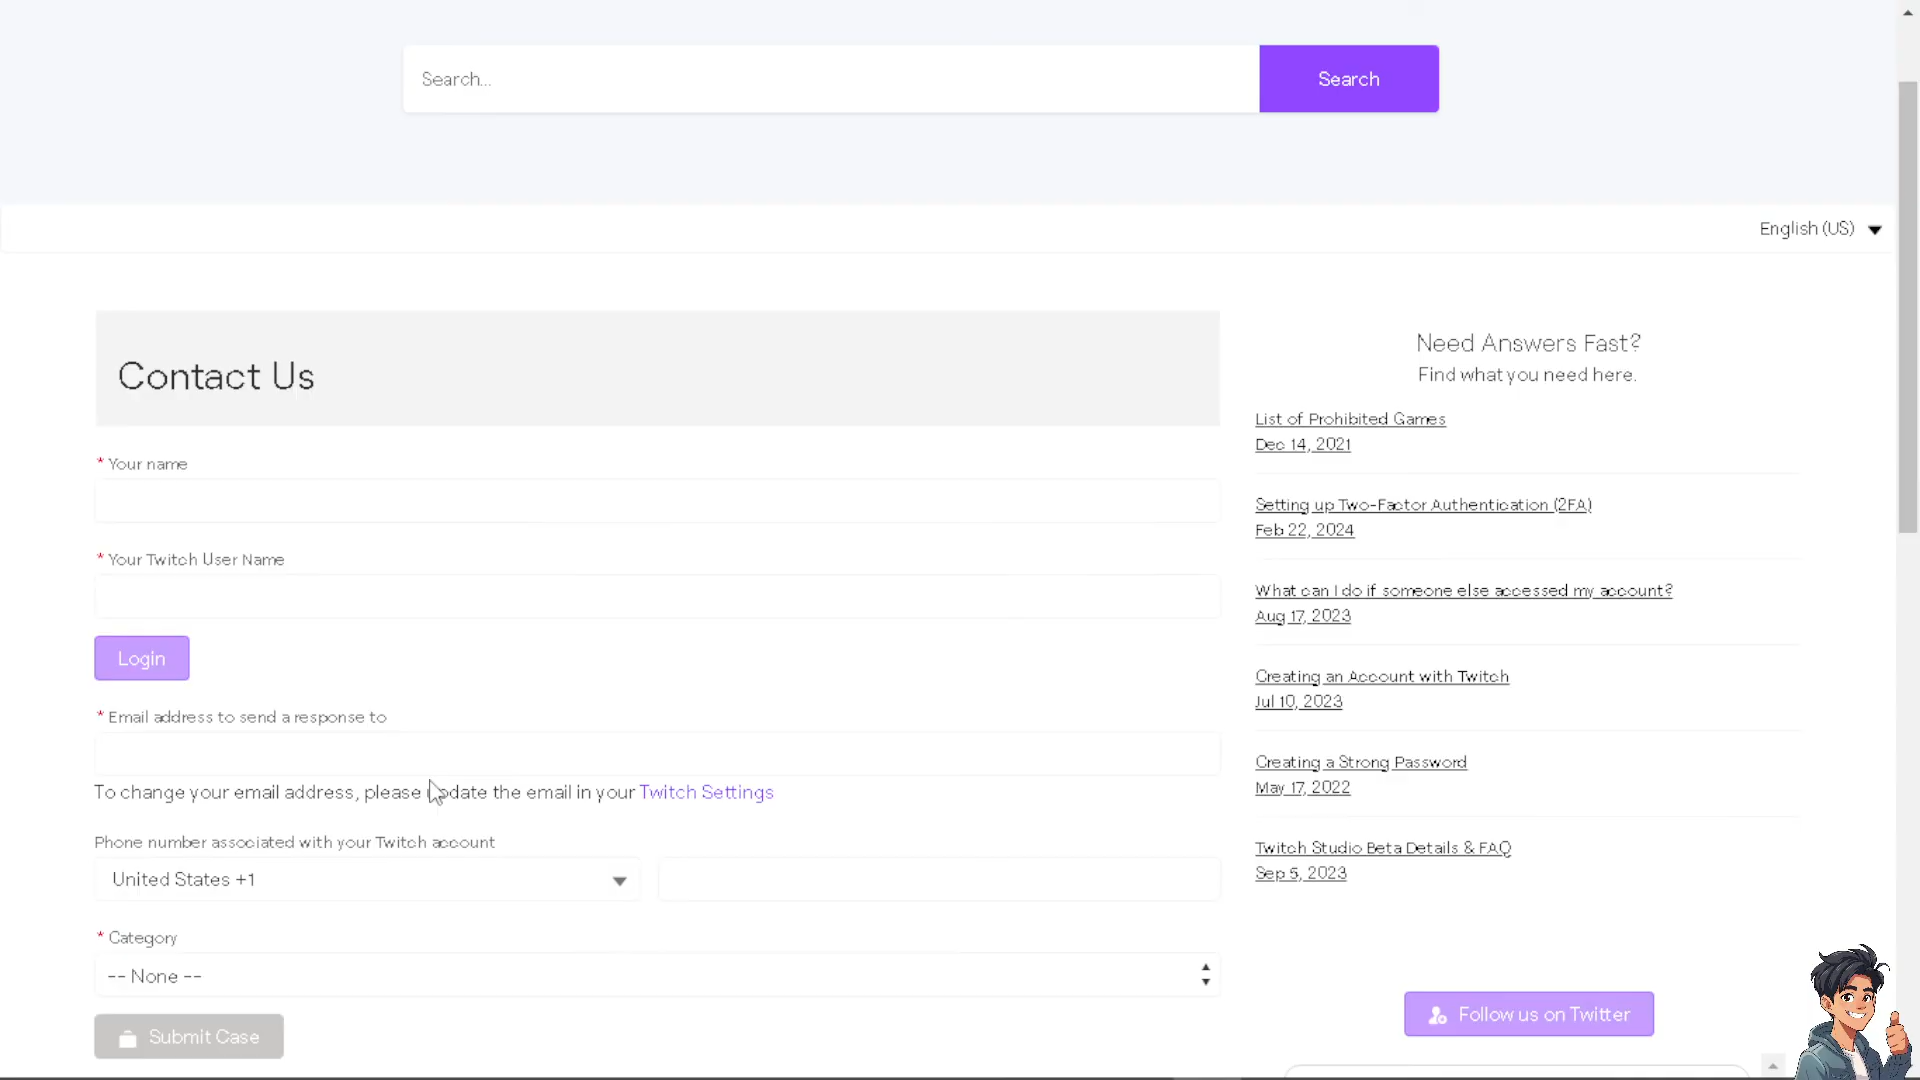 Search...
Search
English (US)
Contact Us
* Your name
* Your Twitch User Name
Login
* Email address to send a response to
To change your email address, please update the email in your Twitch Settings
Phone number associated with your Twitch account
United States +1
* Category
-- None --
Submit Case
Need Answers Fast?
Find what you need here.
List of Prohibited Games
Dec 14, 2021
Setting up Two-Factor Authentication (2FA)
Feb 22, 2024
What can I do if someone else accessed my account?
Aug 17, 2023
Creating an Account with Twitch
Jul 10, 2023
Creating a Strong Password
May 17, 2022
Twitch Studio Beta Details & FAQ
Sep 5, 2023
Follow us on Twitter